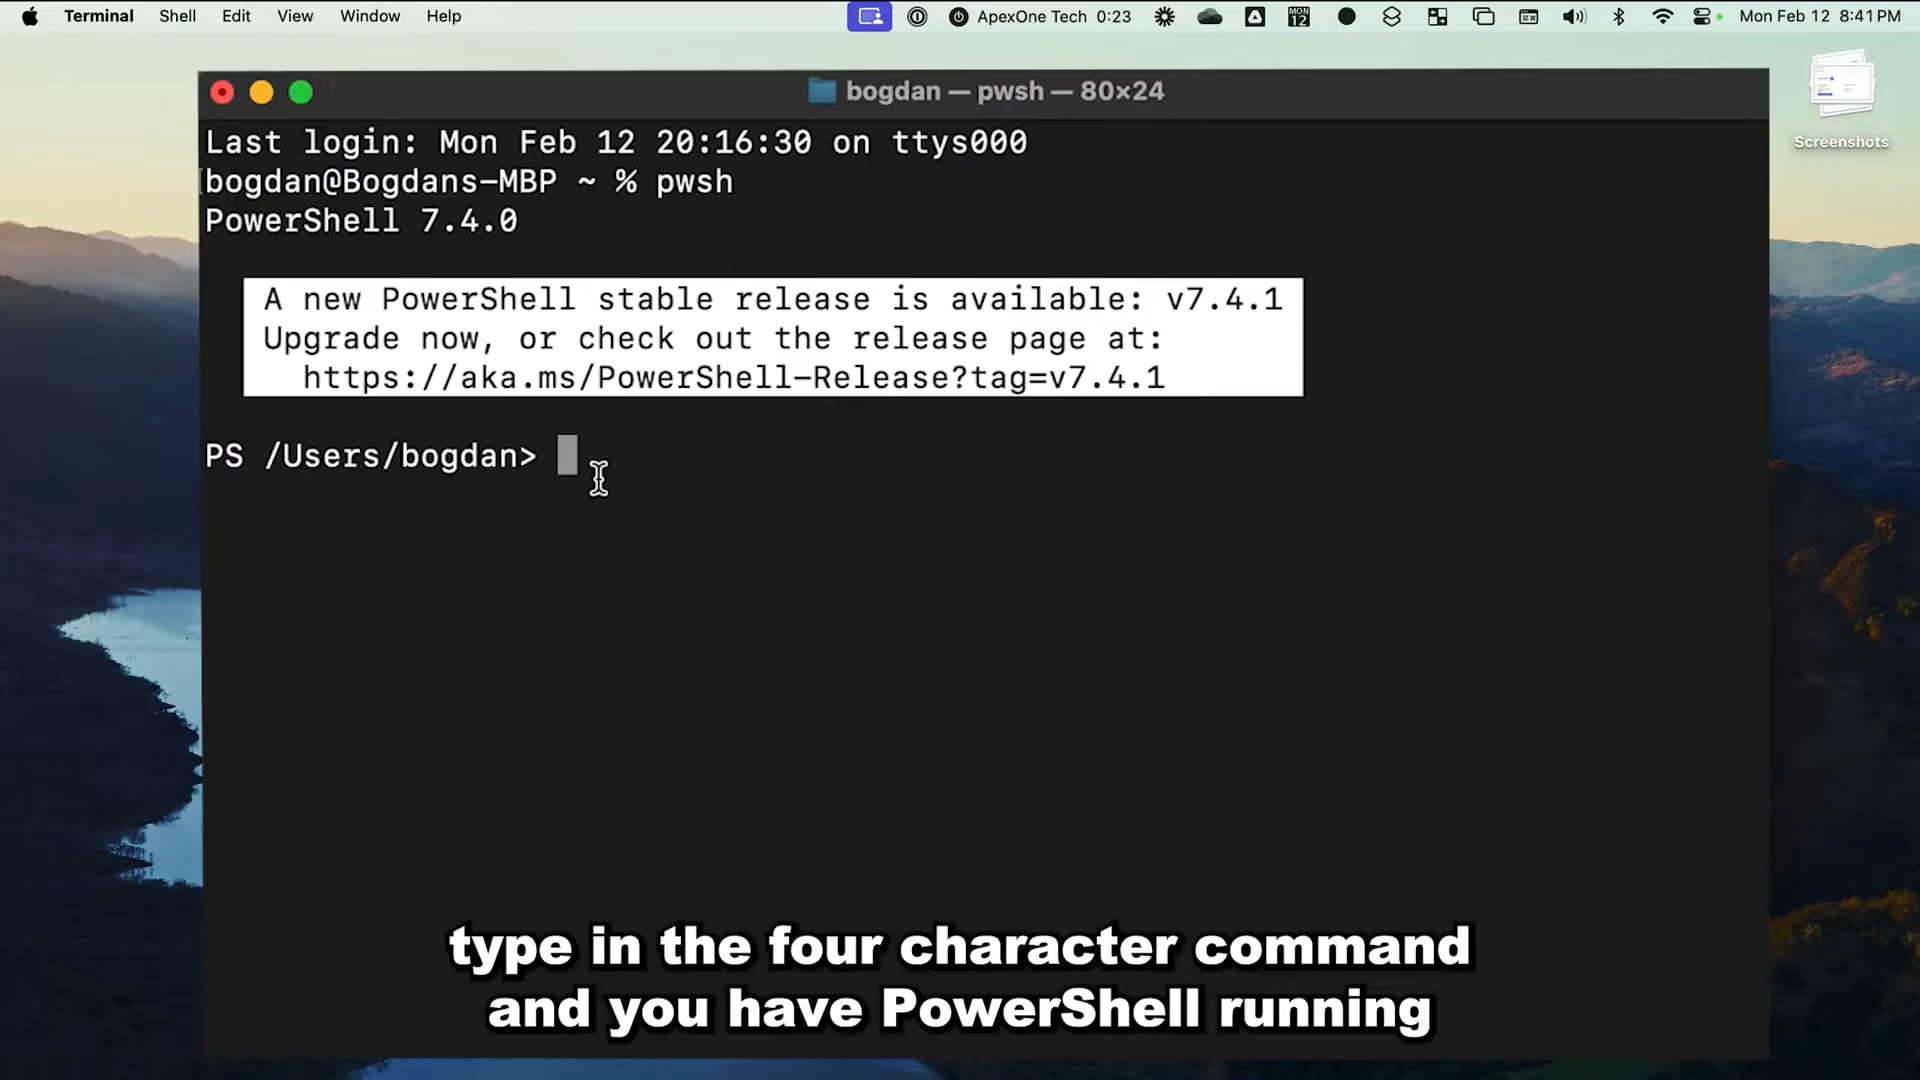 Terminal Shell Edit View Window Help ApexOne Tech 0:23 MON 12 Mon Feb 12 8:41 PM
bogdan — pwsh — 80×24
Screenshots
Last login: Mon Feb 12 20:16:30 on ttys000
[bogdan@Bogdans-MBP ~ % pwsh
PowerShell 7.4.0
A new PowerShell stable release is available: v7.4.1
Upgrade now, or check out the release page at:
https://aka.ms/PowerShell-Release?tag=v7.4.1
PS /Users/bogdan>
type in the four character command
and you have PowerShell running